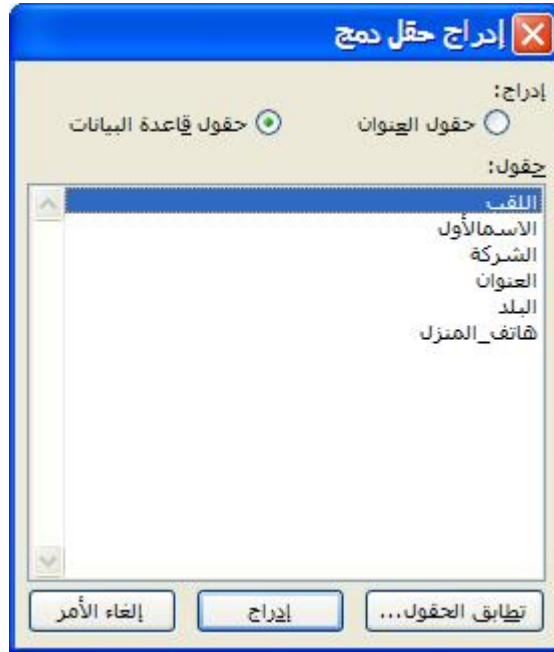 إدراج حقل دمج
إدراج:
حقول العنوان حقول قاعدة البيانات
حقول:
اللقب
الاسمالأول
الشركة
العنوان
البلد
هاتف_المنزل
تطابق الحقول... إدراج إلغاء الأمر